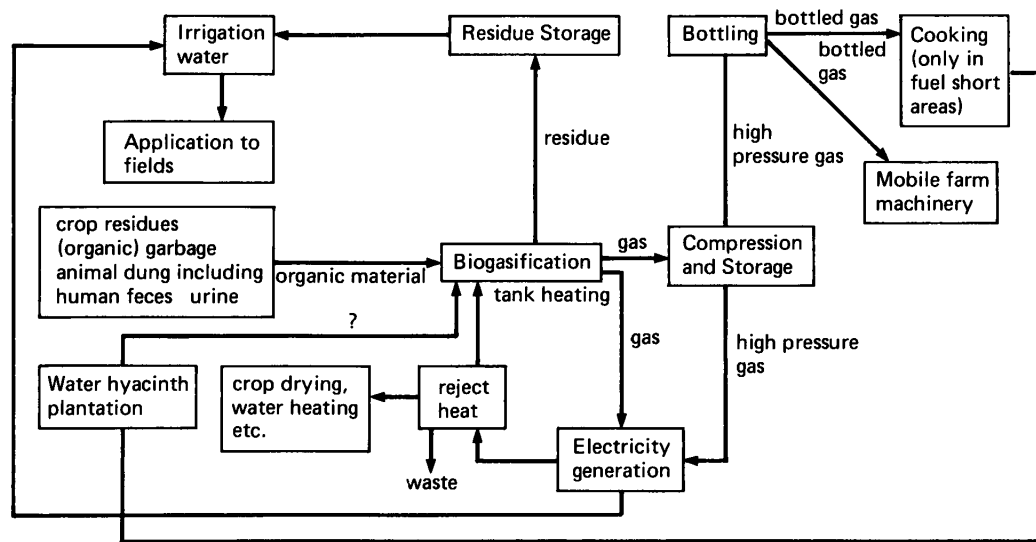 Irrigation
water
Residue Storage
Bottling
bottled gas
bottled
gas
Cooking
(only in
fuel short
areas)
Application to
fields
residue
high
pressure gas
Mobile farm
machinery
crop residues
(organic) garbage
animal dung including
human feces urine
organic material
Biogasification
gas
Compression
and Storage
tank heating
?
gas
high pressure
gas
Water hyacinth
plantation
crop drying,
water heating
etc.
reject
heat
waste
Electricity
generation